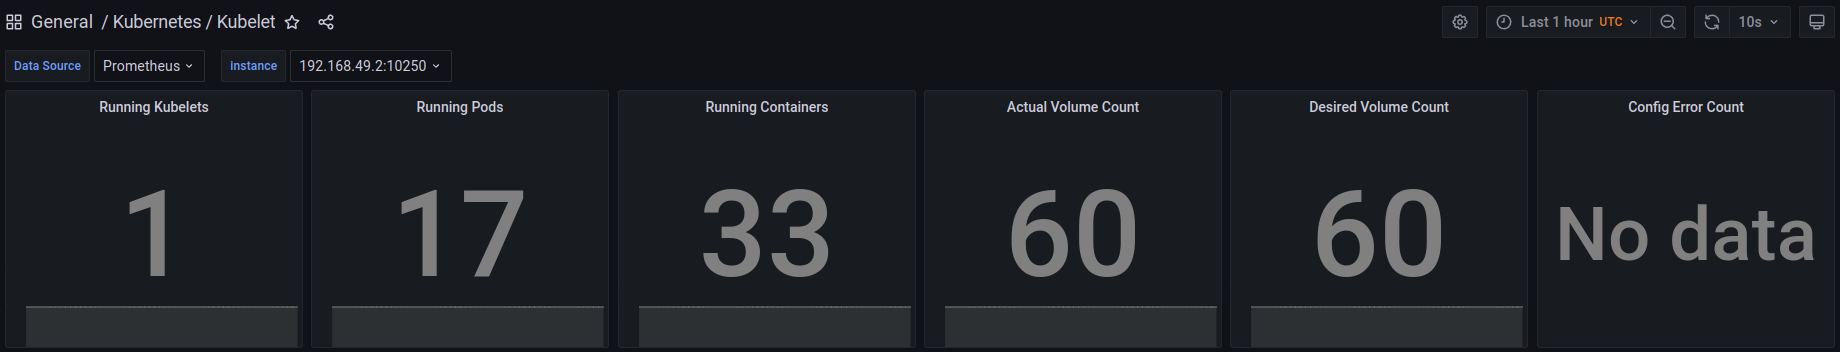 General / Kubernetes / Kubelet
Last 1 hour UTC
10s
Data Source Prometheus instance 192.168.49.2:10250
Running Kubelets
1
Running Pods
17
Running Containers
33
Actual Volume Count
60
Desired Volume Count
60
Config Error Count
No data